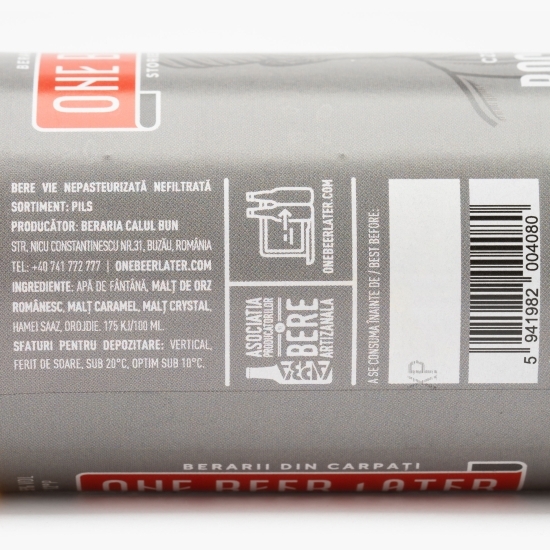 BERE VIE NEPASTEURIZATĂ NEFILTRATĂ
SORTIMENT: PILS
PRODUCĂTOR: BERARIA CALUL BUN
STR. NICU CONSTANTINESCU NR.31, BUZĂU, ROMÂNIA
TEL: +40 741 772 777 | ONEBEERLATER.COM
INGREDIENTE: APĂ DE FÂNTÂNĂ, MALȚ DE ORZ
ROMÂNESC, MALȚ CARAMEL, MALȚ CRYSTAL,
HAMEI SAAZ, DROJDIE. 175 KJ/100 ML.
SFATURI PENTRU DEPOZITARE: VERTICAL,
FERIT DE SOARE, SUB 20°C, OPTIM SUB 10°C.
ONEBEERLATER.COM
ASOCIAȚIA
PRODUCĂTORILOR
DE
BERE
ARTIZANALĂ
A SE CONSUMA ÎNAINTE DE / BEST BEFORE:
XP
5 941982 004080
ONE
BERARII DIN CARPAȚI
ONE BEER LATER